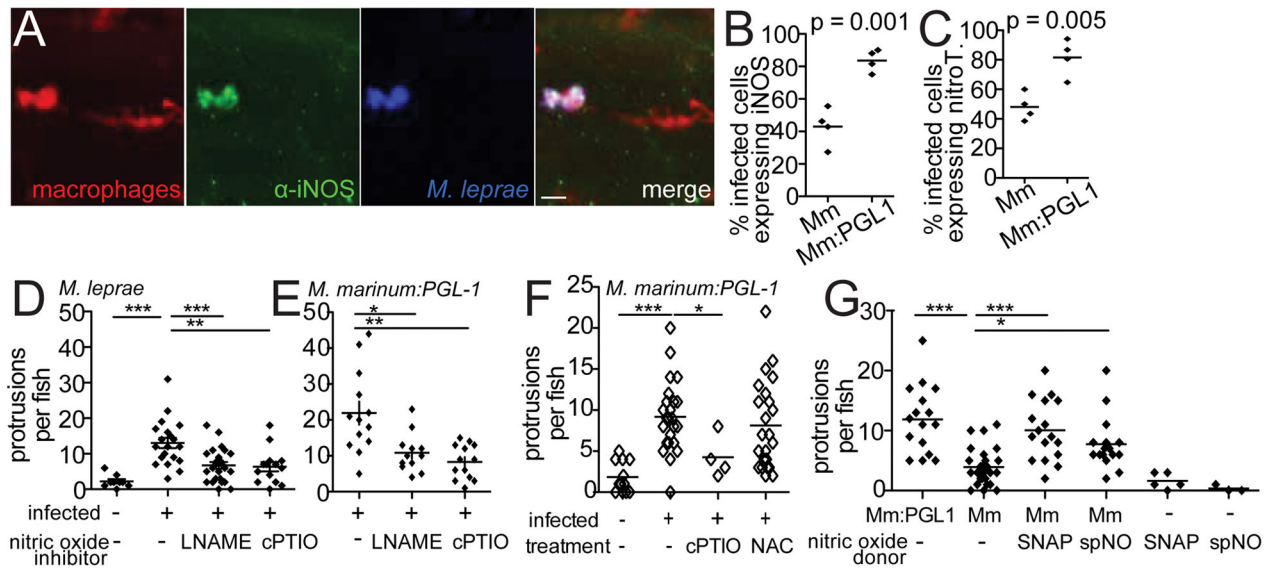 A
macrophages
α-iNOS
M. leprae
merge
B
p = 0.001
% infected cells
expressing iNOS
100
80
60
40
20
0
Mm
Mm:PGL1
C
p = 0.005
% infected cells
expressing nitroT.
100
80
60
40
20
0
Mm
Mm:PGL1
D
M. leprae
protrusions
per fish
50
40
30
20
10
0
***
***
**
infected - + + +
nitric oxide
inhibitor
- - LNAME cPTIO
E
M. marinum:PGL-1
50
40
30
20
10
0
*
**
+ + +
- LNAME cPTIO
F
M. marinum:PGL-1
protrusions
per fish
25
20
15
10
5
0
***
*
infected - + + +
treatment - - cPTIO NAC
G
protrusions
per fish
30
20
10
0
***
***
*
Mm:PGL1 Mm Mm Mm - -
nitric oxide
donor
- SNAP spNO SNAP spNO